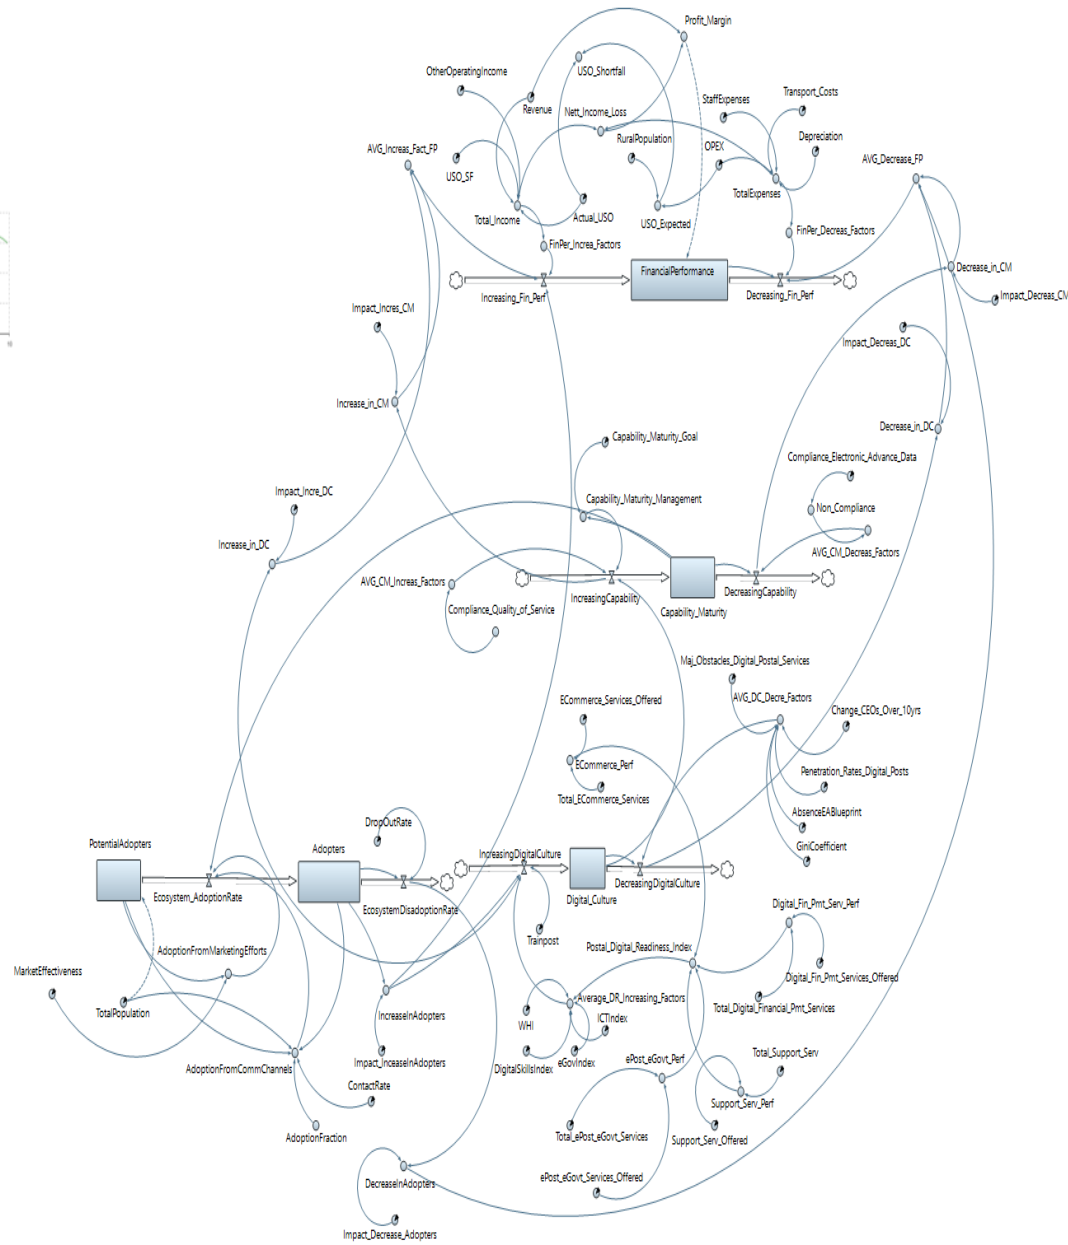 Profit_Margin
USO_Shortfall
OtherOperatingIncome
Revenue
Nett_Income_Loss
StaffExpenses
Transport_Costs
RuralPopulation
OPEX
Depreciation
AVG_Increas_Fact_FP
USO_SF
AVG_Decrease_FP
TotalExpenses
Total_Income
Actual_USO
USO_Expected
FinPer_Increa_Factors
FinPer_Decreas_Factors
FinancialPerformance
Decrease_in_CM
Increasing_Fin_Perf
Decreasing_Fin_Perf
Impact_Decreas_CM
Impact_Incres_CM
Impact_Decreas_DC
Increase_in_CM
Decrease_in_DC
Capability_Maturity_Goal
Compliance_Electronic_Advance_Data
Impact_Incre_DC
Capability_Maturity_Management
Non_Compliance
Increase_in_DC
AVG_CM_Decreas_Factors
AVG_CM_Increas_Factors
IncreasingCapability
DecreasingCapability
Compliance_Quality_of_Service
Capability_Maturity
Maj_Obstacles_Digital_Postal_Services
ECommerce_Services_Offered
AVG_DC_Decre_Factors
Change_CEOs_Over_10yrs
ECommerce_Perf
Penetration_Rates_Digital_Posts
Total_ECommerce_Services
AbsenceEABlueprint
DropOutRate
PotentialAdopters
Adopters
IncreasingDigitalCulture
GiniCoefficient
Ecosystem_AdoptionRate
EcosystemDisadoptionRate
Digital_Culture
DecreasingDigitalCulture
Digital_Fin_Pmt_Serv_Perf
Trainpost
Postal_Digital_Readiness_Index
AdoptionFromMarketingEfforts
MarketEffectiveness
Digital_Fin_Pmt_Services_Offered
TotalPopulation
IncreaseInAdopters
Average_DR_Increasing_Factors
Total_Digital_Financial_Pmt_Services
WHI
ICTIndex
AdoptionFromCommChannels
Impact_InceaseInAdopters
DigitalSkillsIndex
eGovIndex
ePost_eGovt_Perf
Total_Support_Serv
ContactRate
Support_Serv_Perf
AdoptionFraction
Total_ePost_eGovt_Services
Support_Serv_Offered
DecreaseInAdopters
ePost_eGovt_Services_Offered
Impact_Decrease_Adopters